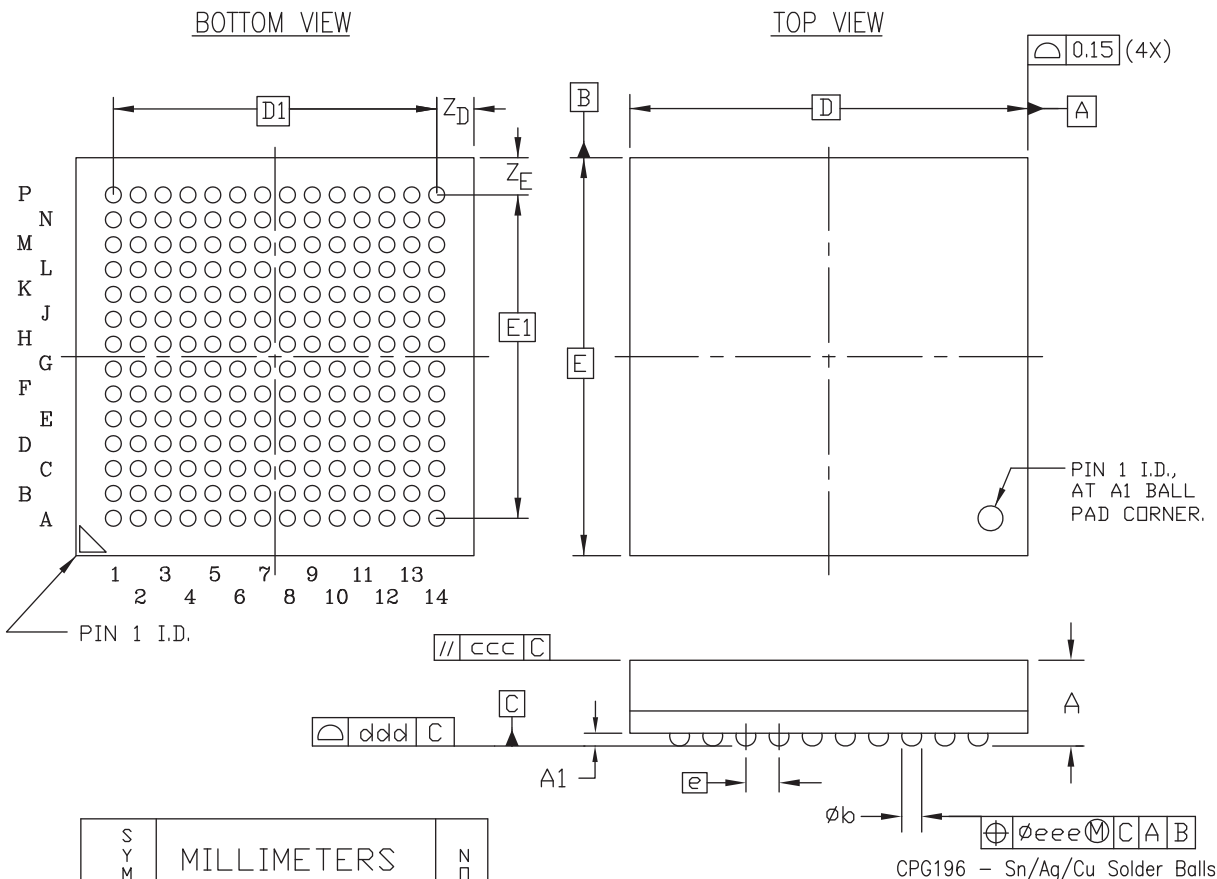 BOTTOM VIEW
TOP VIEW
0.15 (4X)
D1
Z_D
B
D
A
Z_E
P
N
M
L
K
J
H
G
F
E
D
C
B
A
E1
E
PIN 1 I.D.,
AT A1 BALL
PAD CORNER.
1 3 5 7 9 11 13
2 4 6 8 10 12 14
PIN 1 I.D.
// ccc C
C
ddd C
A
A1
e
øb
⌖ øeee Ⓜ C A B
CPG196 – Sn/Ag/Cu Solder Balls
S
Y
M
MILLIMETERS
N